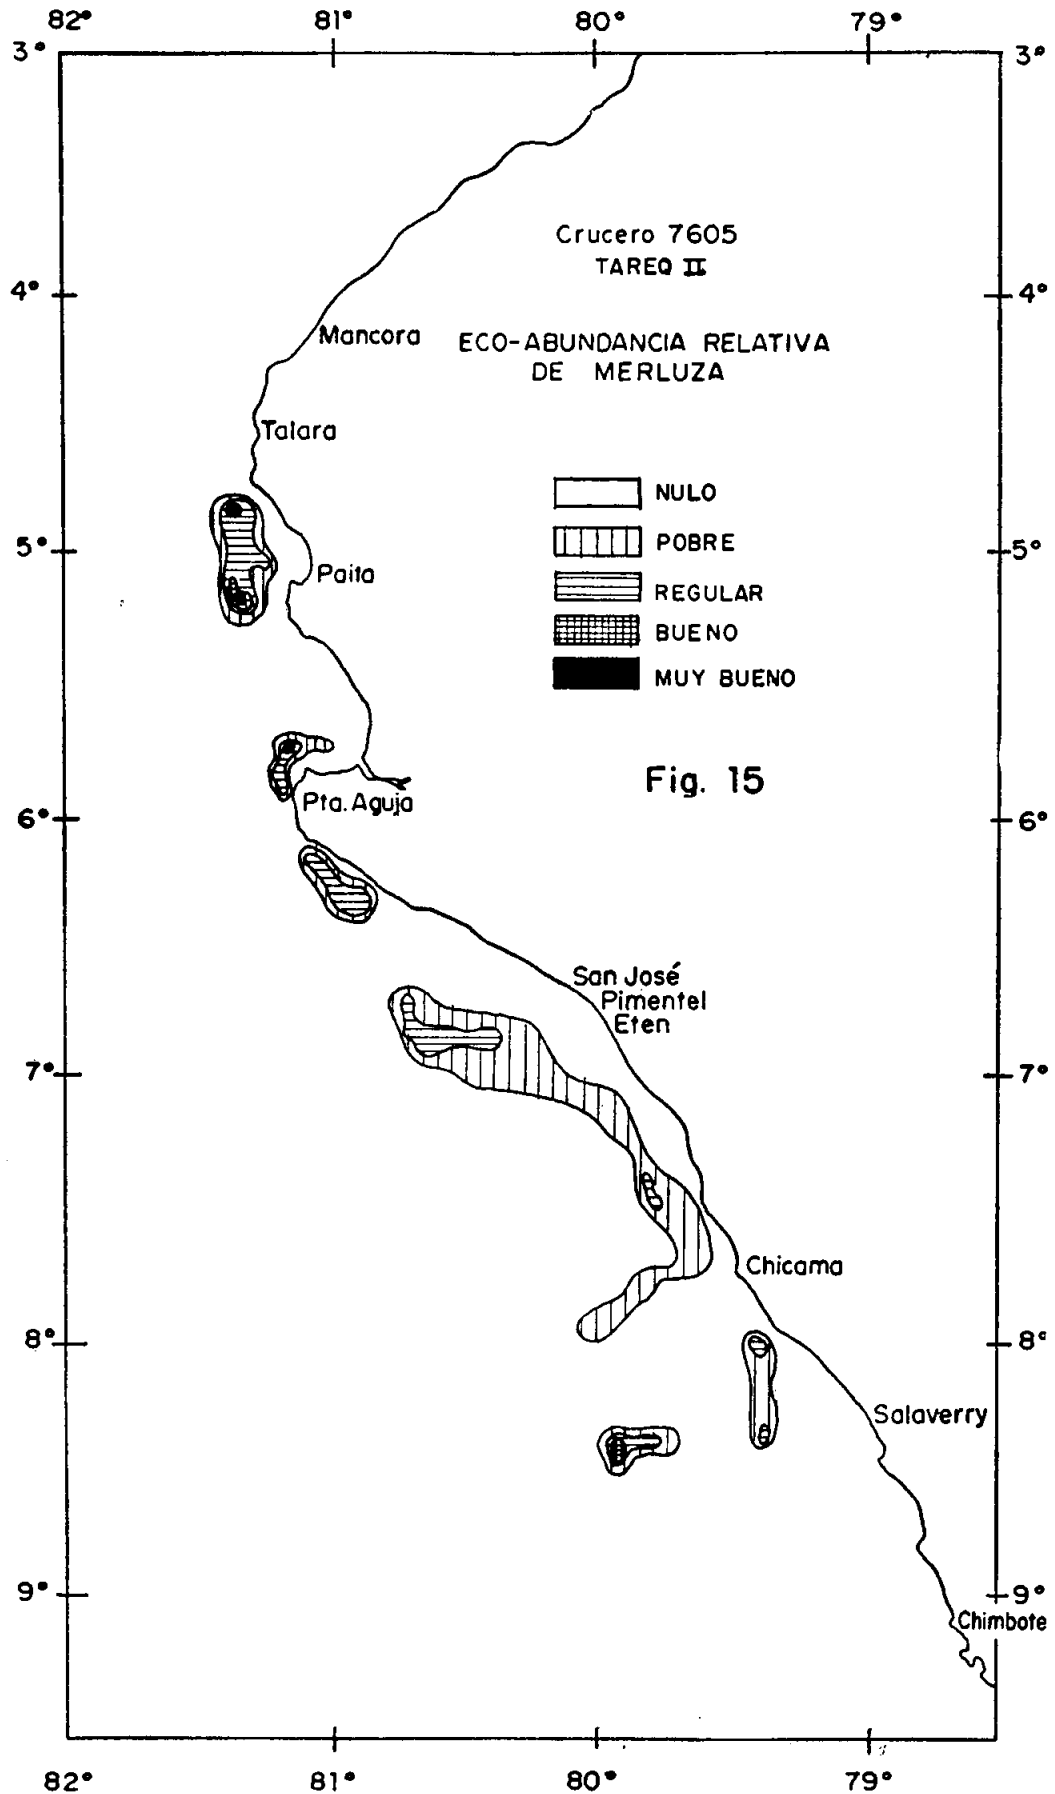 82° 81° 80° 79°
3° 3°
Crucero 7605
TAREQ II
4° 4°
Mancora
ECO-ABUNDANCIA RELATIVA
DE MERLUZA
Talara
NULO
POBRE
REGULAR
BUENO
MUY BUENO
5° 5°
Paita
Fig. 15
Pta. Aguja
6° 6°
San José
Pimentel
Eten
7° 7°
Chicama
8° 8°
Salaverry
9° 9°
Chimbote
82° 81° 80° 79°